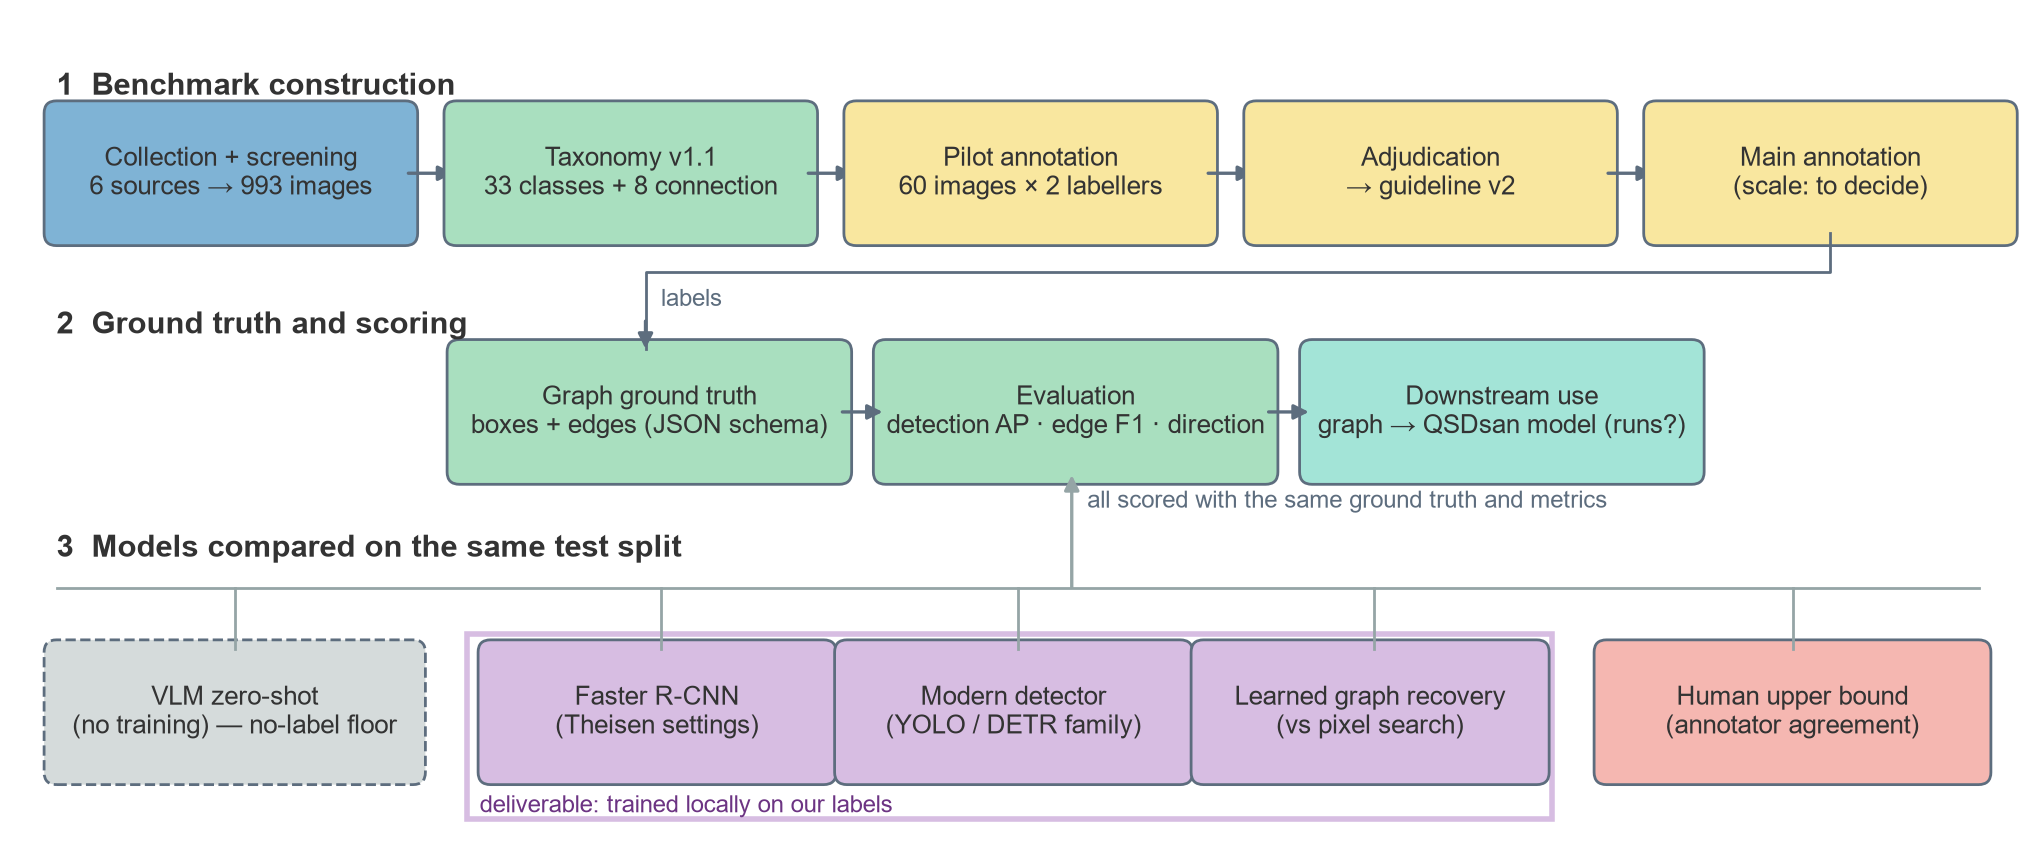 1 Benchmark construction
Collection + screening
6 sources → 993 images
Taxonomy v1.1
33 classes + 8 connection
Pilot annotation
60 images × 2 labellers
Adjudication
→ guideline v2
Main annotation
(scale: to decide)
labels
2 Ground truth and scoring
Graph ground truth
boxes + edges (JSON schema)
Evaluation
detection AP · edge F1 · direction
Downstream use
graph → QSDsan model (runs?)
all scored with the same ground truth and metrics
3 Models compared on the same test split
VLM zero-shot
(no training) — no-label floor
Faster R-CNN
(Theisen settings)
Modern detector
(YOLO / DETR family)
Learned graph recovery
(vs pixel search)
Human upper bound
(annotator agreement)
deliverable: trained locally on our labels